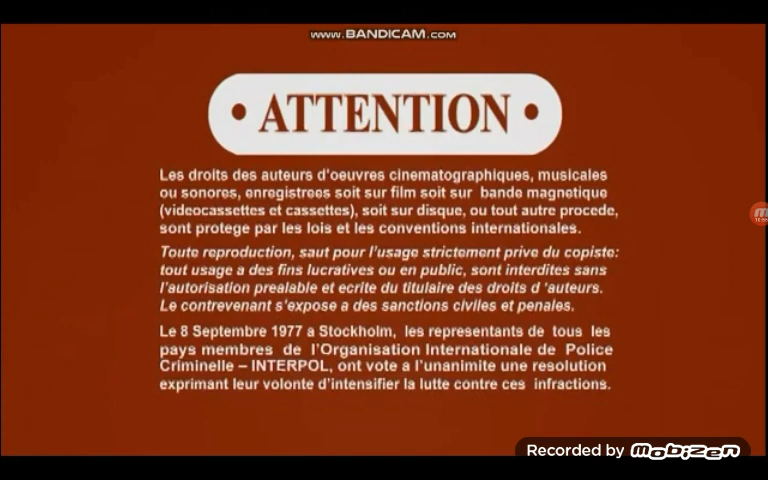 www.BANDICAM.com
• ATTENTION •
Les droits des auteurs d'oeuvres cinematographiques, musicales
ou sonores, enregistrees soit sur film soit sur bande magnetique
(videocassettes et cassettes), soit sur disque, ou tout autre procede,
sont protege par les lois et les conventions internationales.
Toute reproduction, saut pour l'usage strictement prive du copiste:
tout usage a des fins lucratives ou en public, sont interdites sans
l'autorisation prealable et ecrite du titulaire des droits d 'auteurs.
Le contrevenant s'expose a des sanctions civiles et penales.
Le 8 Septembre 1977 a Stockholm, les representants de tous les
pays membres de l'Organisation Internationale de Police
Criminelle – INTERPOL, ont vote a l'unanimite une resolution
exprimant leur volonte d'intensifier la lutte contre ces infractions.
Recorded by mobizen